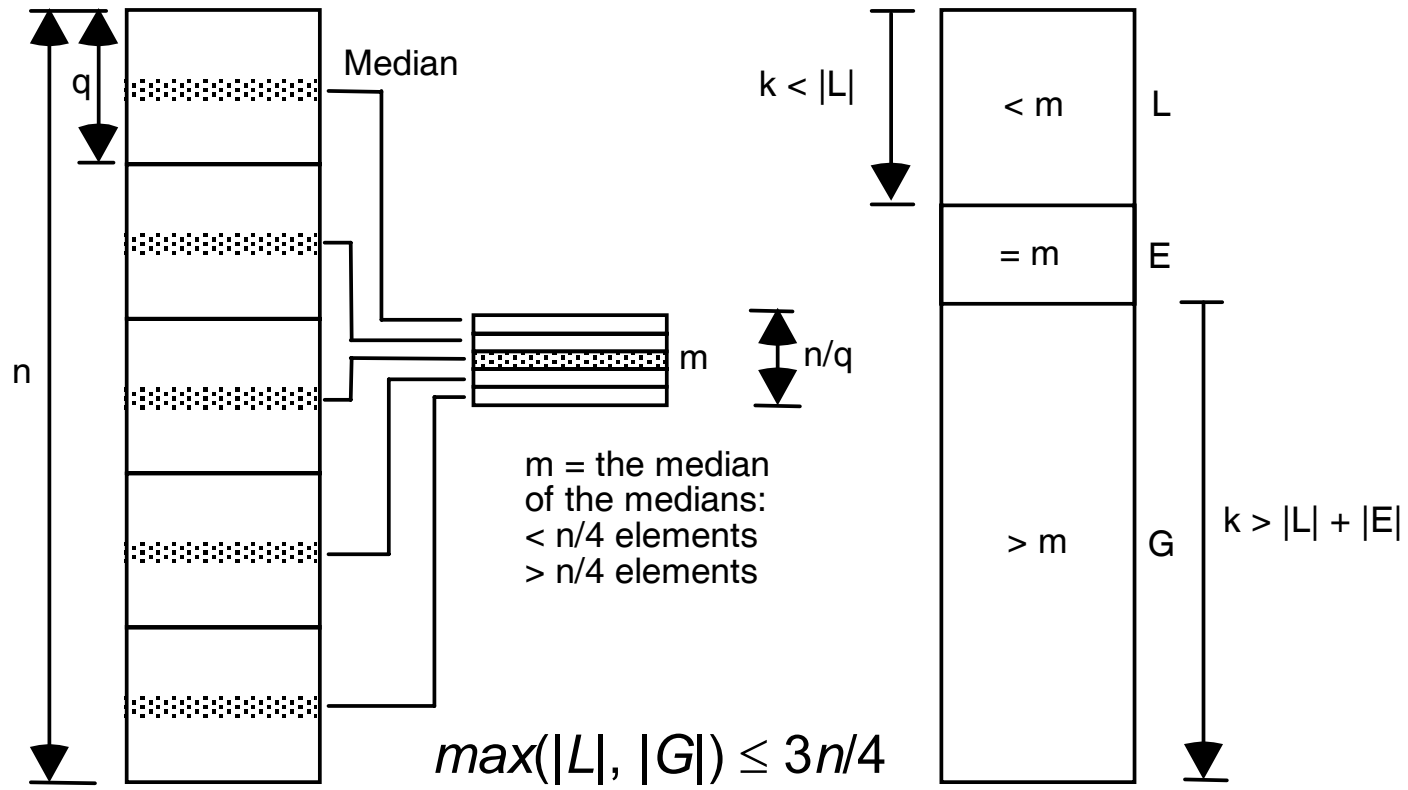 q
Median
n
m
n/q
m = the median
of the medians:
< n/4 elements
> n/4 elements
max(|L|, |G|) ≤ 3n/4
k < |L|
< m
L
= m
E
> m
G
k > |L| + |E|